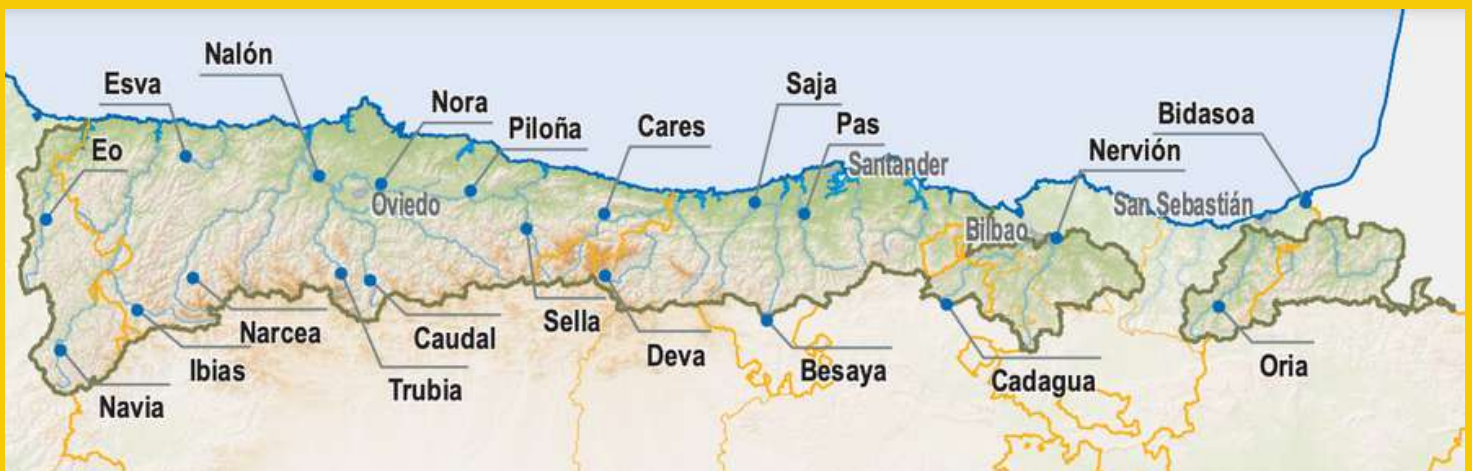 Nalón
Esva
Nora
Saja
Bidasoa
Piloña
Cares
Pas
Nervión
Eo
Santander
Oviedo
San Sebastián
Bilbao
Sella
Narcea
Caudal
Deva
Ibias
Trubia
Besaya
Oria
Cadagua
Navia